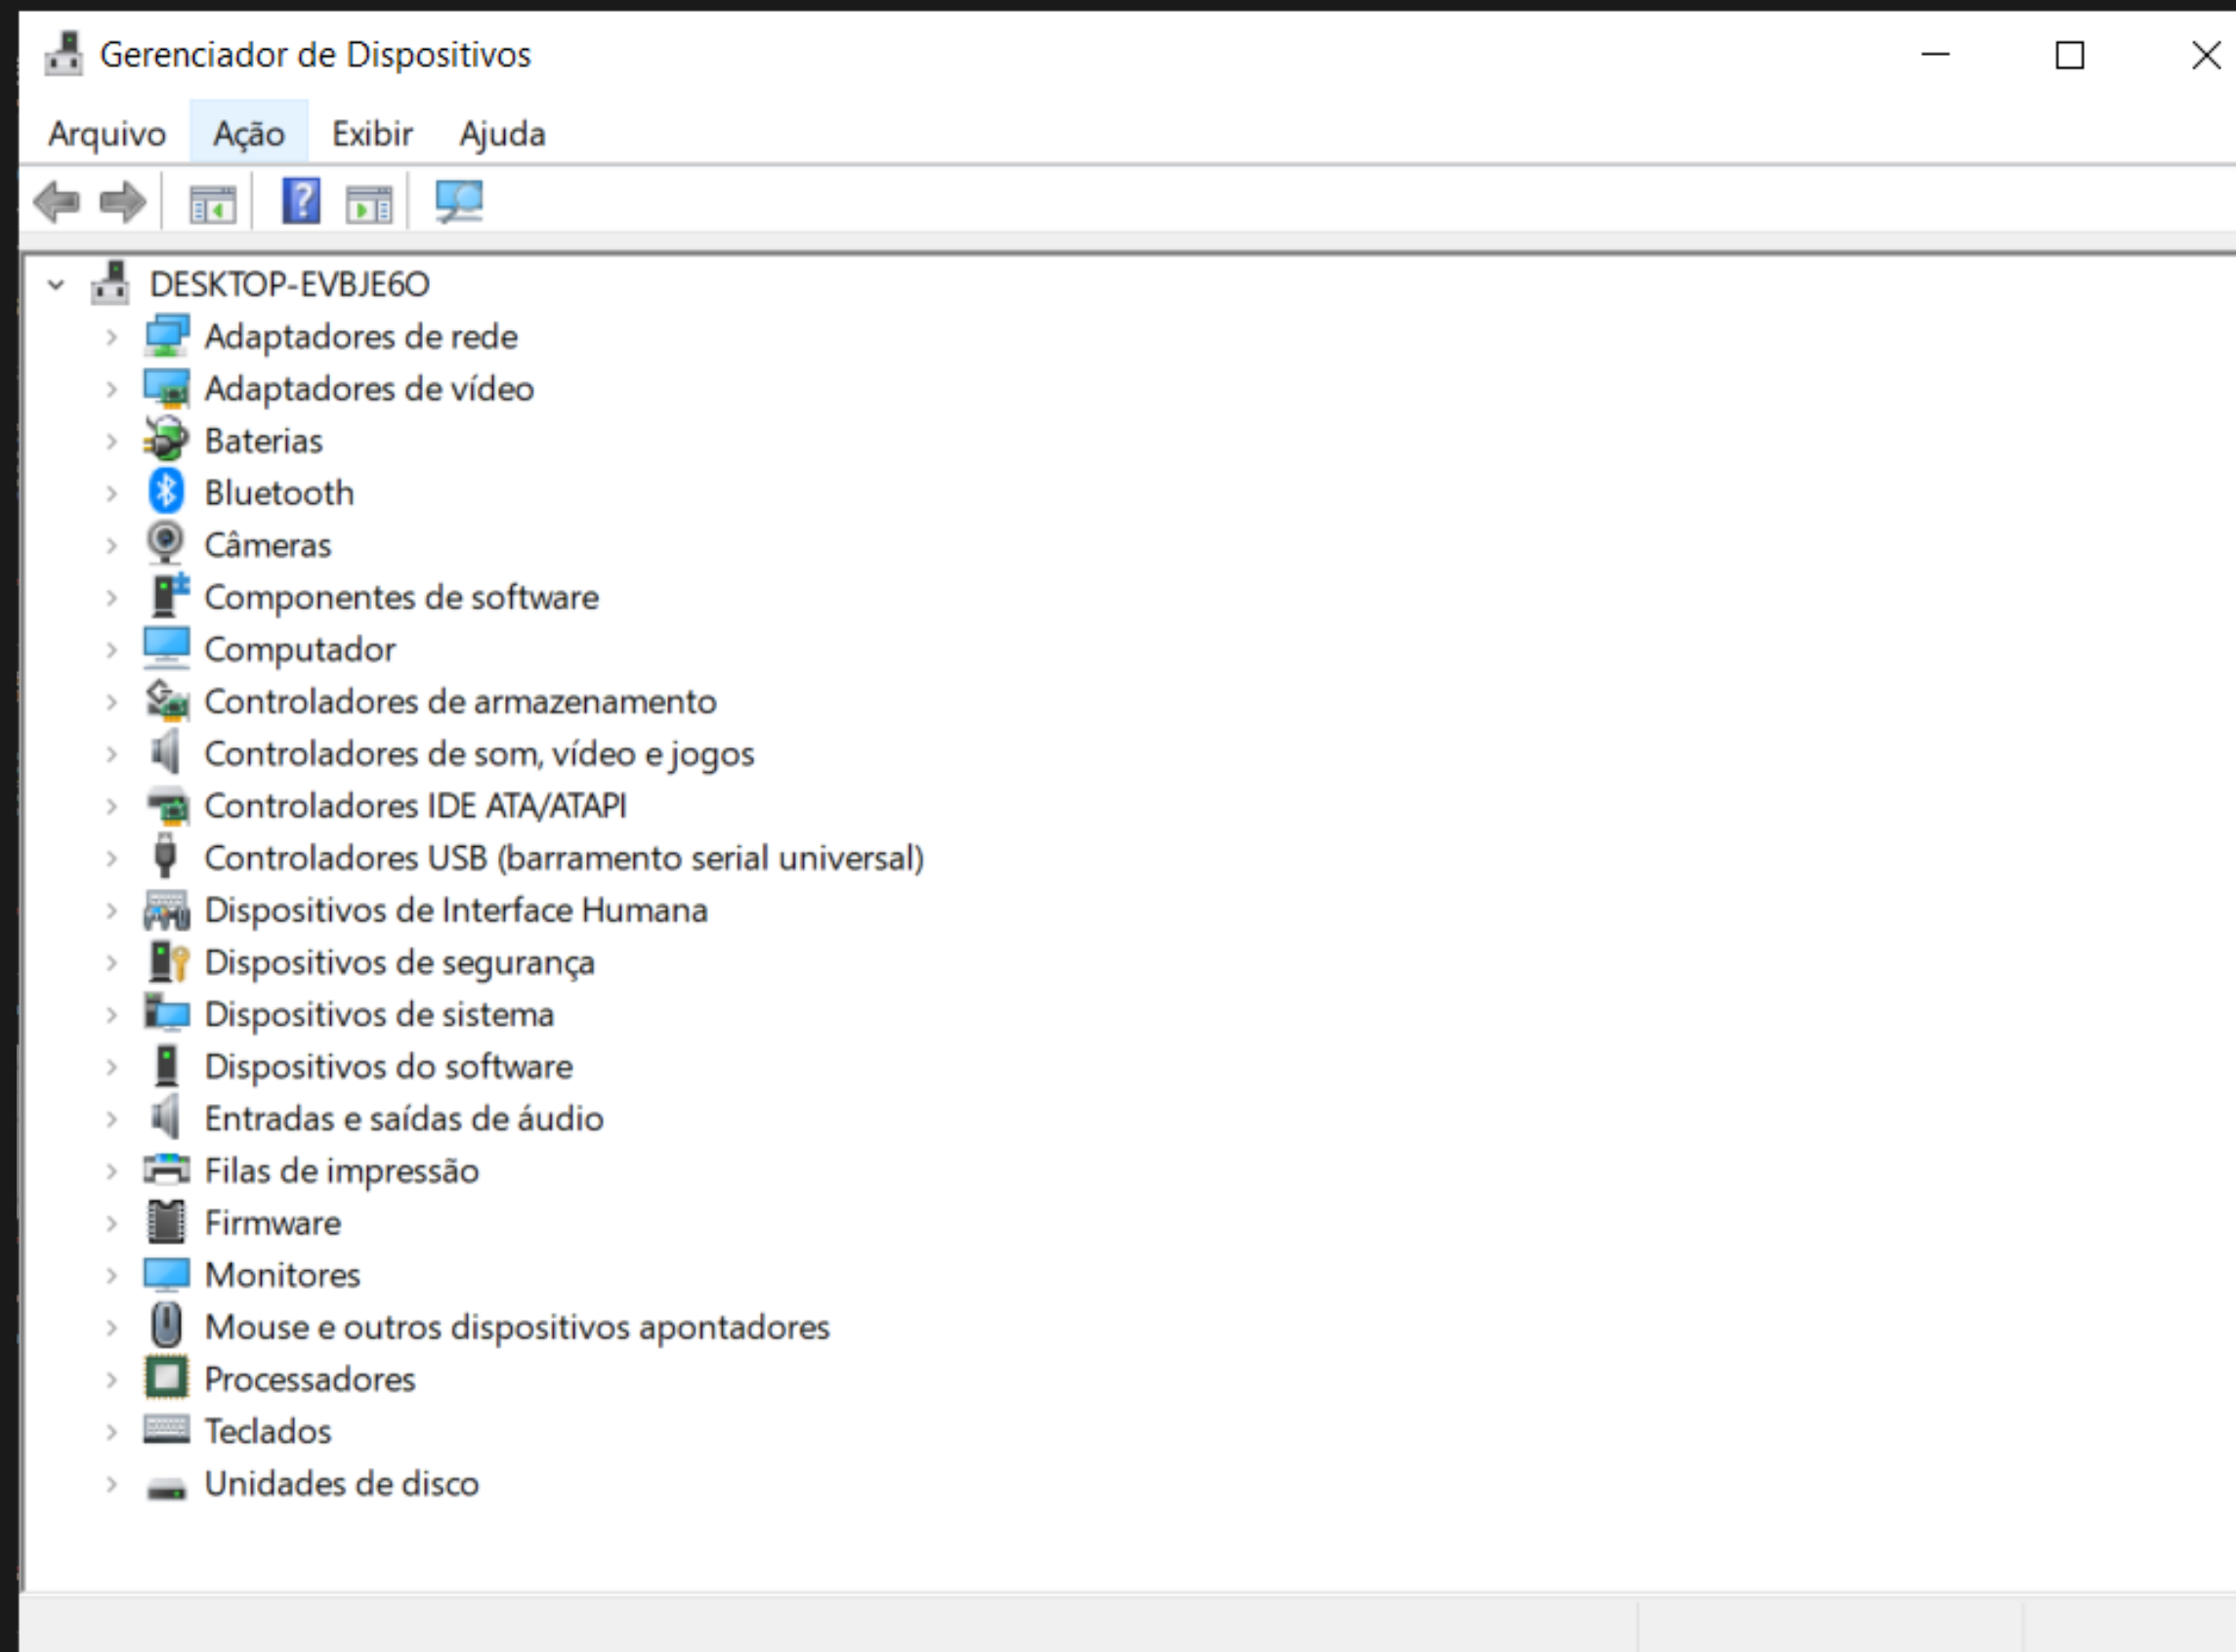 Gerenciador de Dispositivos
Arquivo Ação Exibir Ajuda
DESKTOP-EVBJE6O
Adaptadores de rede
Adaptadores de vídeo
Baterias
Bluetooth
Câmeras
Componentes de software
Computador
Controladores de armazenamento
Controladores de som, vídeo e jogos
Controladores IDE ATA/ATAPI
Controladores USB (barramento serial universal)
Dispositivos de Interface Humana
Dispositivos de segurança
Dispositivos de sistema
Dispositivos do software
Entradas e saídas de áudio
Filas de impressão
Firmware
Monitores
Mouse e outros dispositivos apontadores
Processadores
Teclados
Unidades de disco